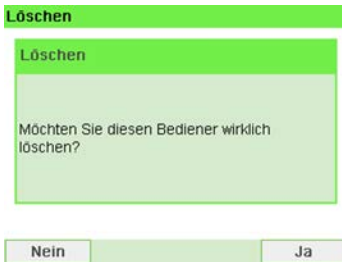 Löschen
Löschen
Möchten Sie diesen Bediener wirklich
löschen?
Nein Ja